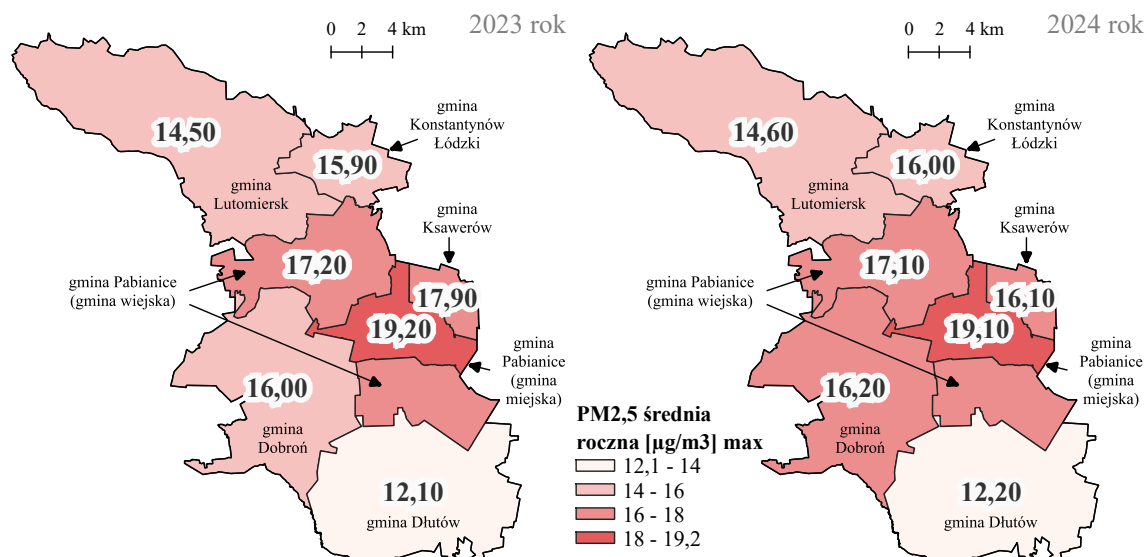 0 2 4 km
2023 rok
14,50
gmina
Konstantynów
Łódzki
15,90
gmina
Lutomiersk
gmina
Ksawerów
17,20
gmina Pabianice
(gmina wiejska)
17,90
19,20
gmina
Pabianice
(gmina
miejska)
16,00
gmina
Dobroń
12,10
gmina Dłutów
PM2,5 średnia
roczna [µg/m3] max
12,1 - 14
14 - 16
16 - 18
18 - 19,2
0 2 4 km
2024 rok
14,60
gmina
Konstantynów
Łódzki
16,00
gmina
Lutomiersk
gmina
Ksawerów
17,10
gmina Pabianice
(gmina wiejska)
16,10
19,10
gmina
Pabianice
(gmina
miejska)
16,20
gmina
Dobroń
12,20
gmina Dłutów